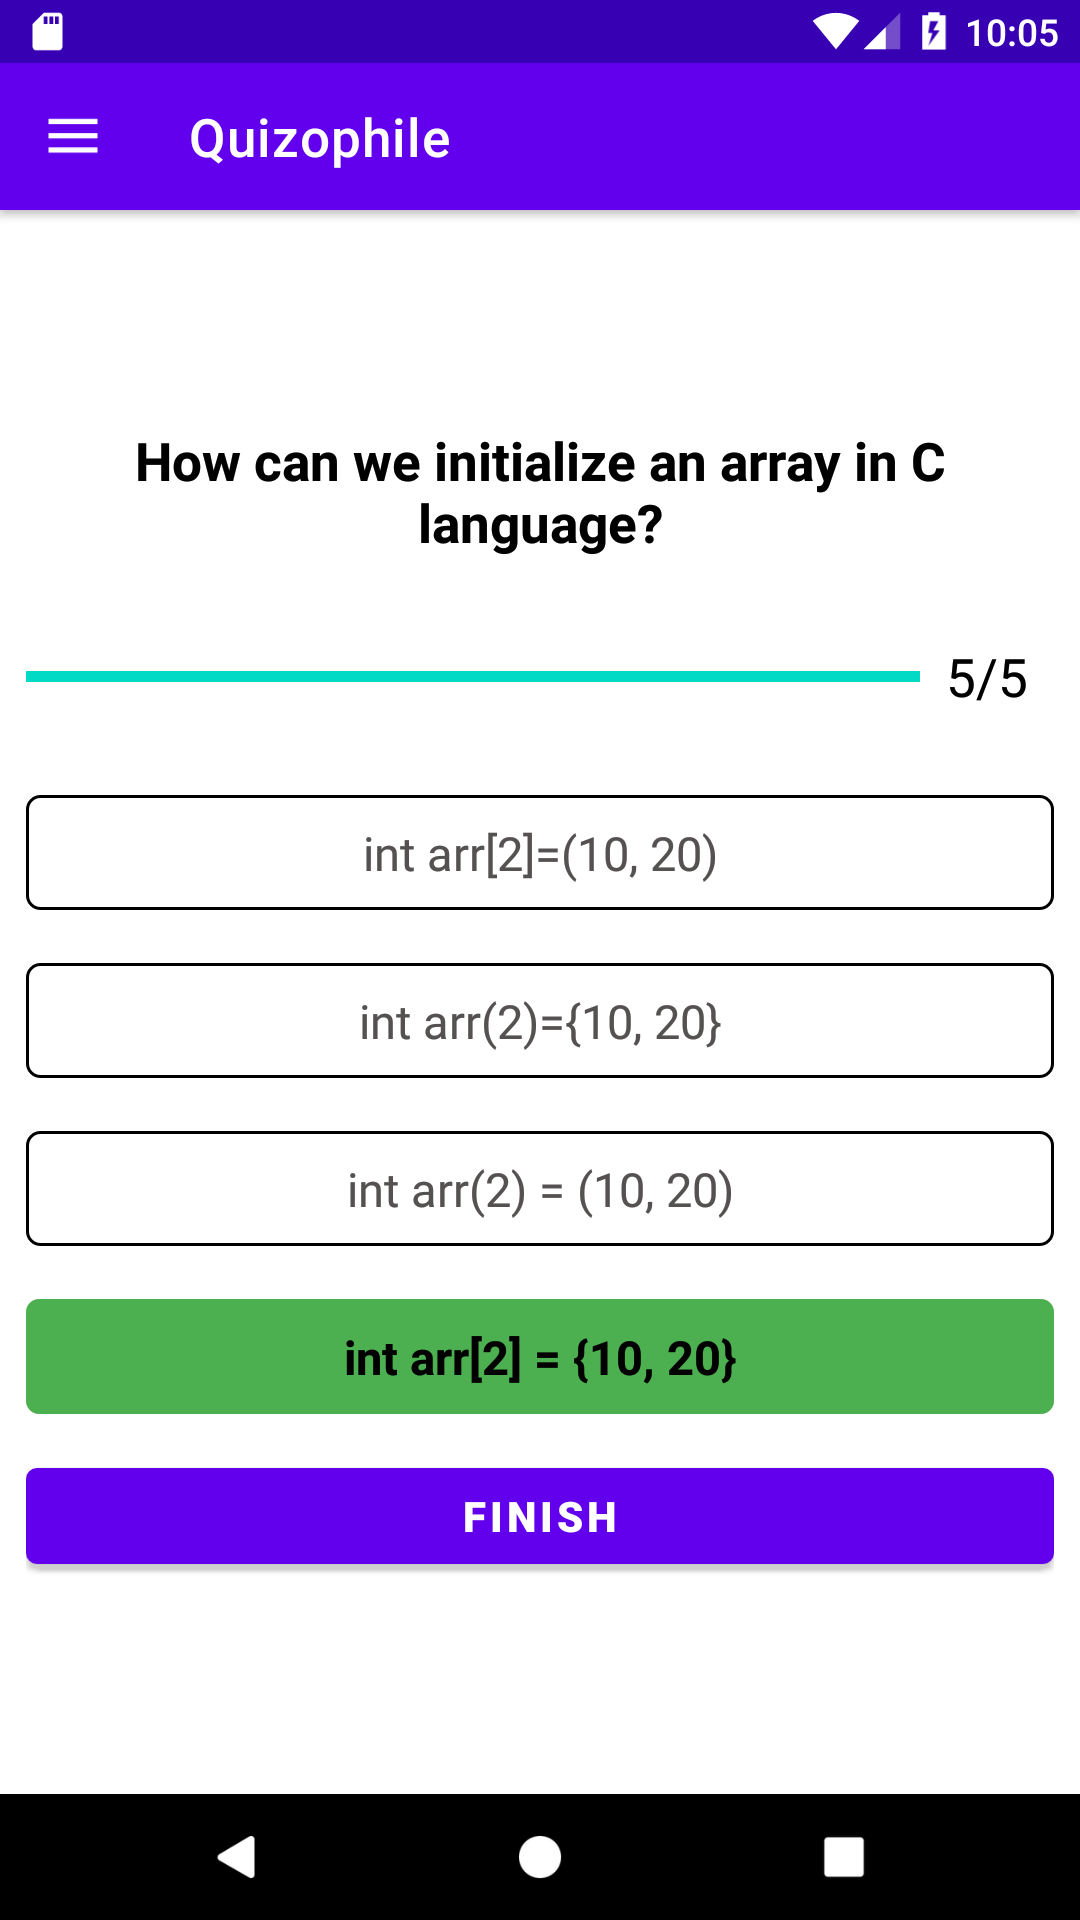 10:05
Quizophile
How can we initialize an array in C
language?
5/5
int arr[2]=(10, 20)
int arr(2)={10, 20}
int arr(2) = (10, 20)
int arr[2] = {10, 20}
FINISH